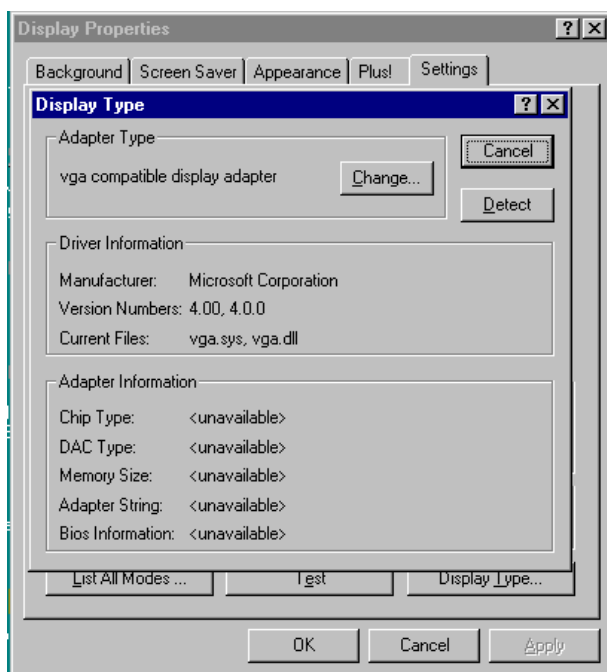 Display Properties
Background Screen Saver Appearance Plus! Settings
Display Type
Adapter Type
vga compatible display adapter
Change...
Cancel
Detect
Driver Information
Manufacturer: Microsoft Corporation
Version Numbers: 4.00, 4.0.0
Current Files: vga.sys, vga.dll
Adapter Information
Chip Type: <unavailable>
DAC Type: <unavailable>
Memory Size: <unavailable>
Adapter String: <unavailable>
Bios Information: <unavailable>
List All Modes ... Test Display Type...
OK Cancel Apply